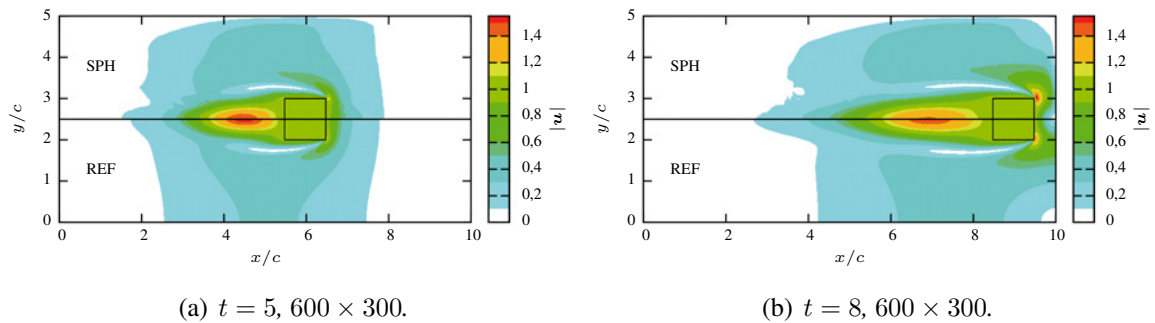 5
4
3
2
1
0
y/c
SPH
REF
0 2 4 6 8 10
x/c
1,4
1,2
1
0,8
0,6
0,4
0,2
0
|u|
(a) t = 5, 600 × 300.
5
4
3
2
1
0
y/c
SPH
REF
0 2 4 6 8 10
x/c
1,4
1,2
1
0,8
0,6
0,4
0,2
0
|u|
(b) t = 8, 600 × 300.